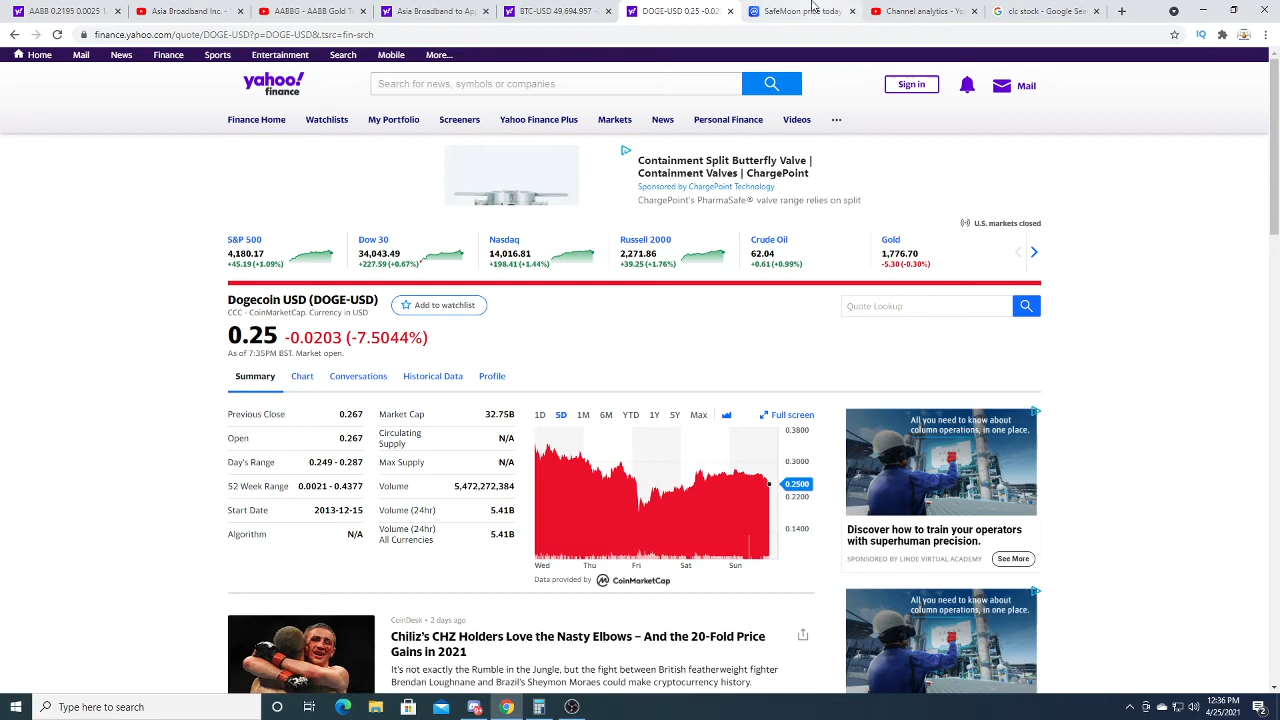 AABB 0.2195 0.0025 1.15
Asia Broadband Inc. -
Asia Broadband Inc. (AAB
BTC-USD 49,694.957 -
DOGE-USD 0.25 -0.02
SafeMoon price today
Channel analytics -
clc stock - Google Sear
finance.yahoo.com/quote/DOGE-USD?p=DOGE-USD&.tsrc=fin-srch
Home Mail News Finance Sports Entertainment Search Mobile More...
yahoo!
finance
Search for news, symbols or companies
Sign in
Mail
Finance Home Watchlists My Portfolio Screeners Yahoo Finance Plus Markets News Personal Finance Videos
Containment Split Butterfly Valve |
Containment Valves | ChargePoint
Sponsored by ChargePoint Technology
ChargePoint's PharmaSafe® valve range relies on split
U.S. markets closed
S&P 500
4,180.17
+45.19 (+1.09%)
Dow 30
34,043.49
+227.59 (+0.67%)
Nasdaq
14,016.81
+198.41 (+1.44%)
Russell 2000
2,271.86
+39.25 (+1.76%)
Crude Oil
62.04
+0.61 (+0.99%)
Gold
1,776.70
-5.30 (-0.30%)
Dogecoin USD (DOGE-USD)
CCC - CoinMarketCap. Currency in USD
Add to watchlist
Quote Lookup
0.25 -0.0203 (-7.5044%)
As of 7:35PM BST. Market open.
Summary Chart Conversations Historical Data Profile
Previous Close 0.267
Open 0.267
Day's Range 0.249 - 0.287
52 Week Range 0.0021 - 0.4377
Start Date 2013-12-15
Algorithm N/A
Market Cap 32.75B
Circulating
Supply N/A
Max Supply N/A
Volume 5,472,272,384
Volume (24hr) 5.41B
Volume (24hr)
All Currencies 5.41B
1D 5D 1M 6M YTD 1Y 5Y Max Full screen
0.3800
0.3000
0.2500
0.2200
0.1400
Wed Thu Fri Sat Sun
Data provided by CoinMarketCap
All you need to know about
column operations, in one place.
Discover how to train your operators
with superhuman precision.
SPONSORED BY LINDE VIRTUAL ACADEMY
See More
All you need to know about
column operations, in one place.
CoinDesk • 2 days ago
Chiliz's CHZ Holders Love the Nasty Elbows – And the 20-Fold Price
Gains in 2021
It's not exactly the Rumble in the Jungle, but the fight between British featherweight fighter
Brendan Loughnane and Brazil's Sheymon Moraes could make cryptocurrency history.
Type here to search
12:36 PM
4/25/2021